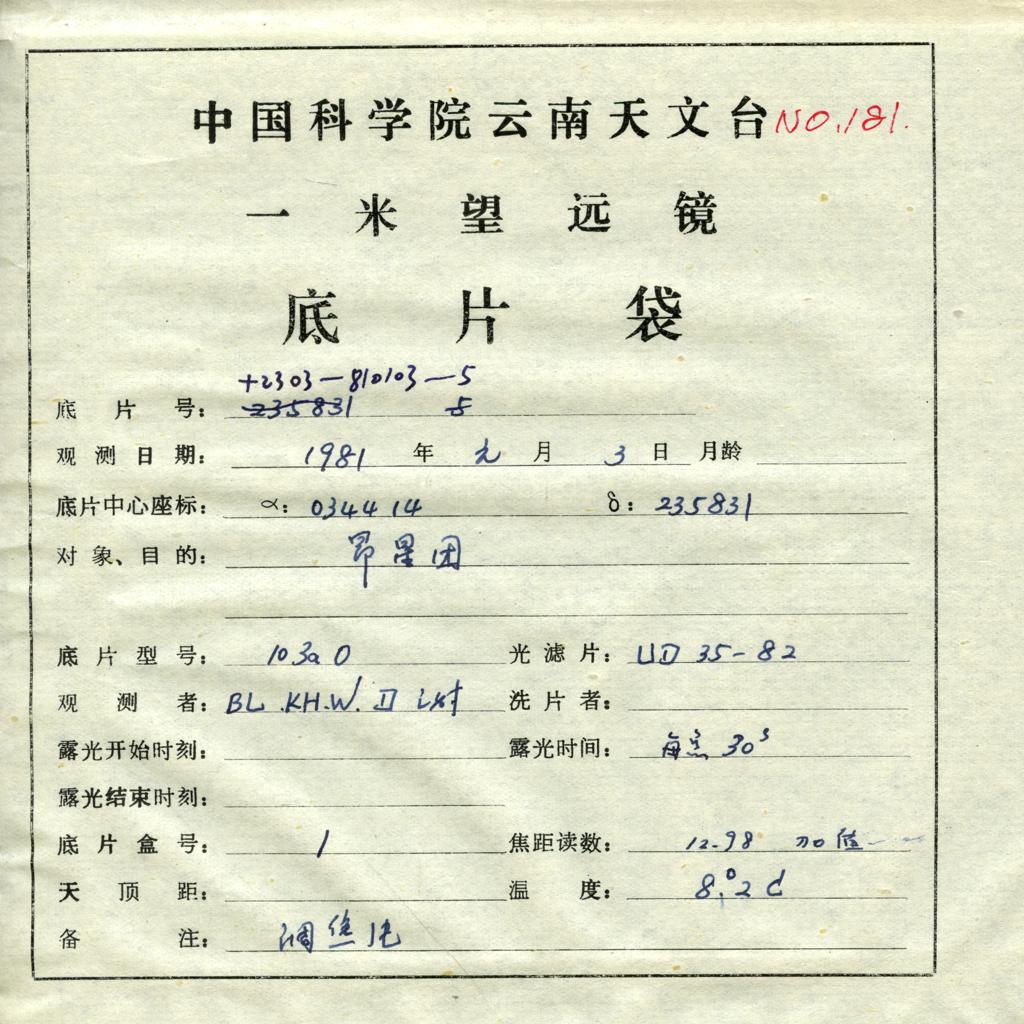 中国科学院云南天文台 NO.181.
一米望远镜
底片袋
+2303-810103-5
底片号: 235831 5
观测日期: 1981 年 元 月 3 日 月龄
底片中心座标: α: 034414 δ: 235831
对象、目的: 昴星团
底片型号: 103a O 光滤片: 35-82
观测者: BL.KH.W. 洗片者:
露光开始时刻: 露光时间: 每 30s
露光结束时刻:
底片盒号: 1 焦距读数: 12.98
天顶距: 温度: 8.°2 C
备注: 调焦片